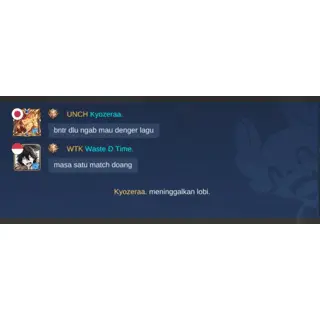 UNCH Kyozeraa.
bntr dlu ngab mau denger lagu
WTK Waste D Time.
masa satu match doang
Kyozeraa. meninggalkan lobi.